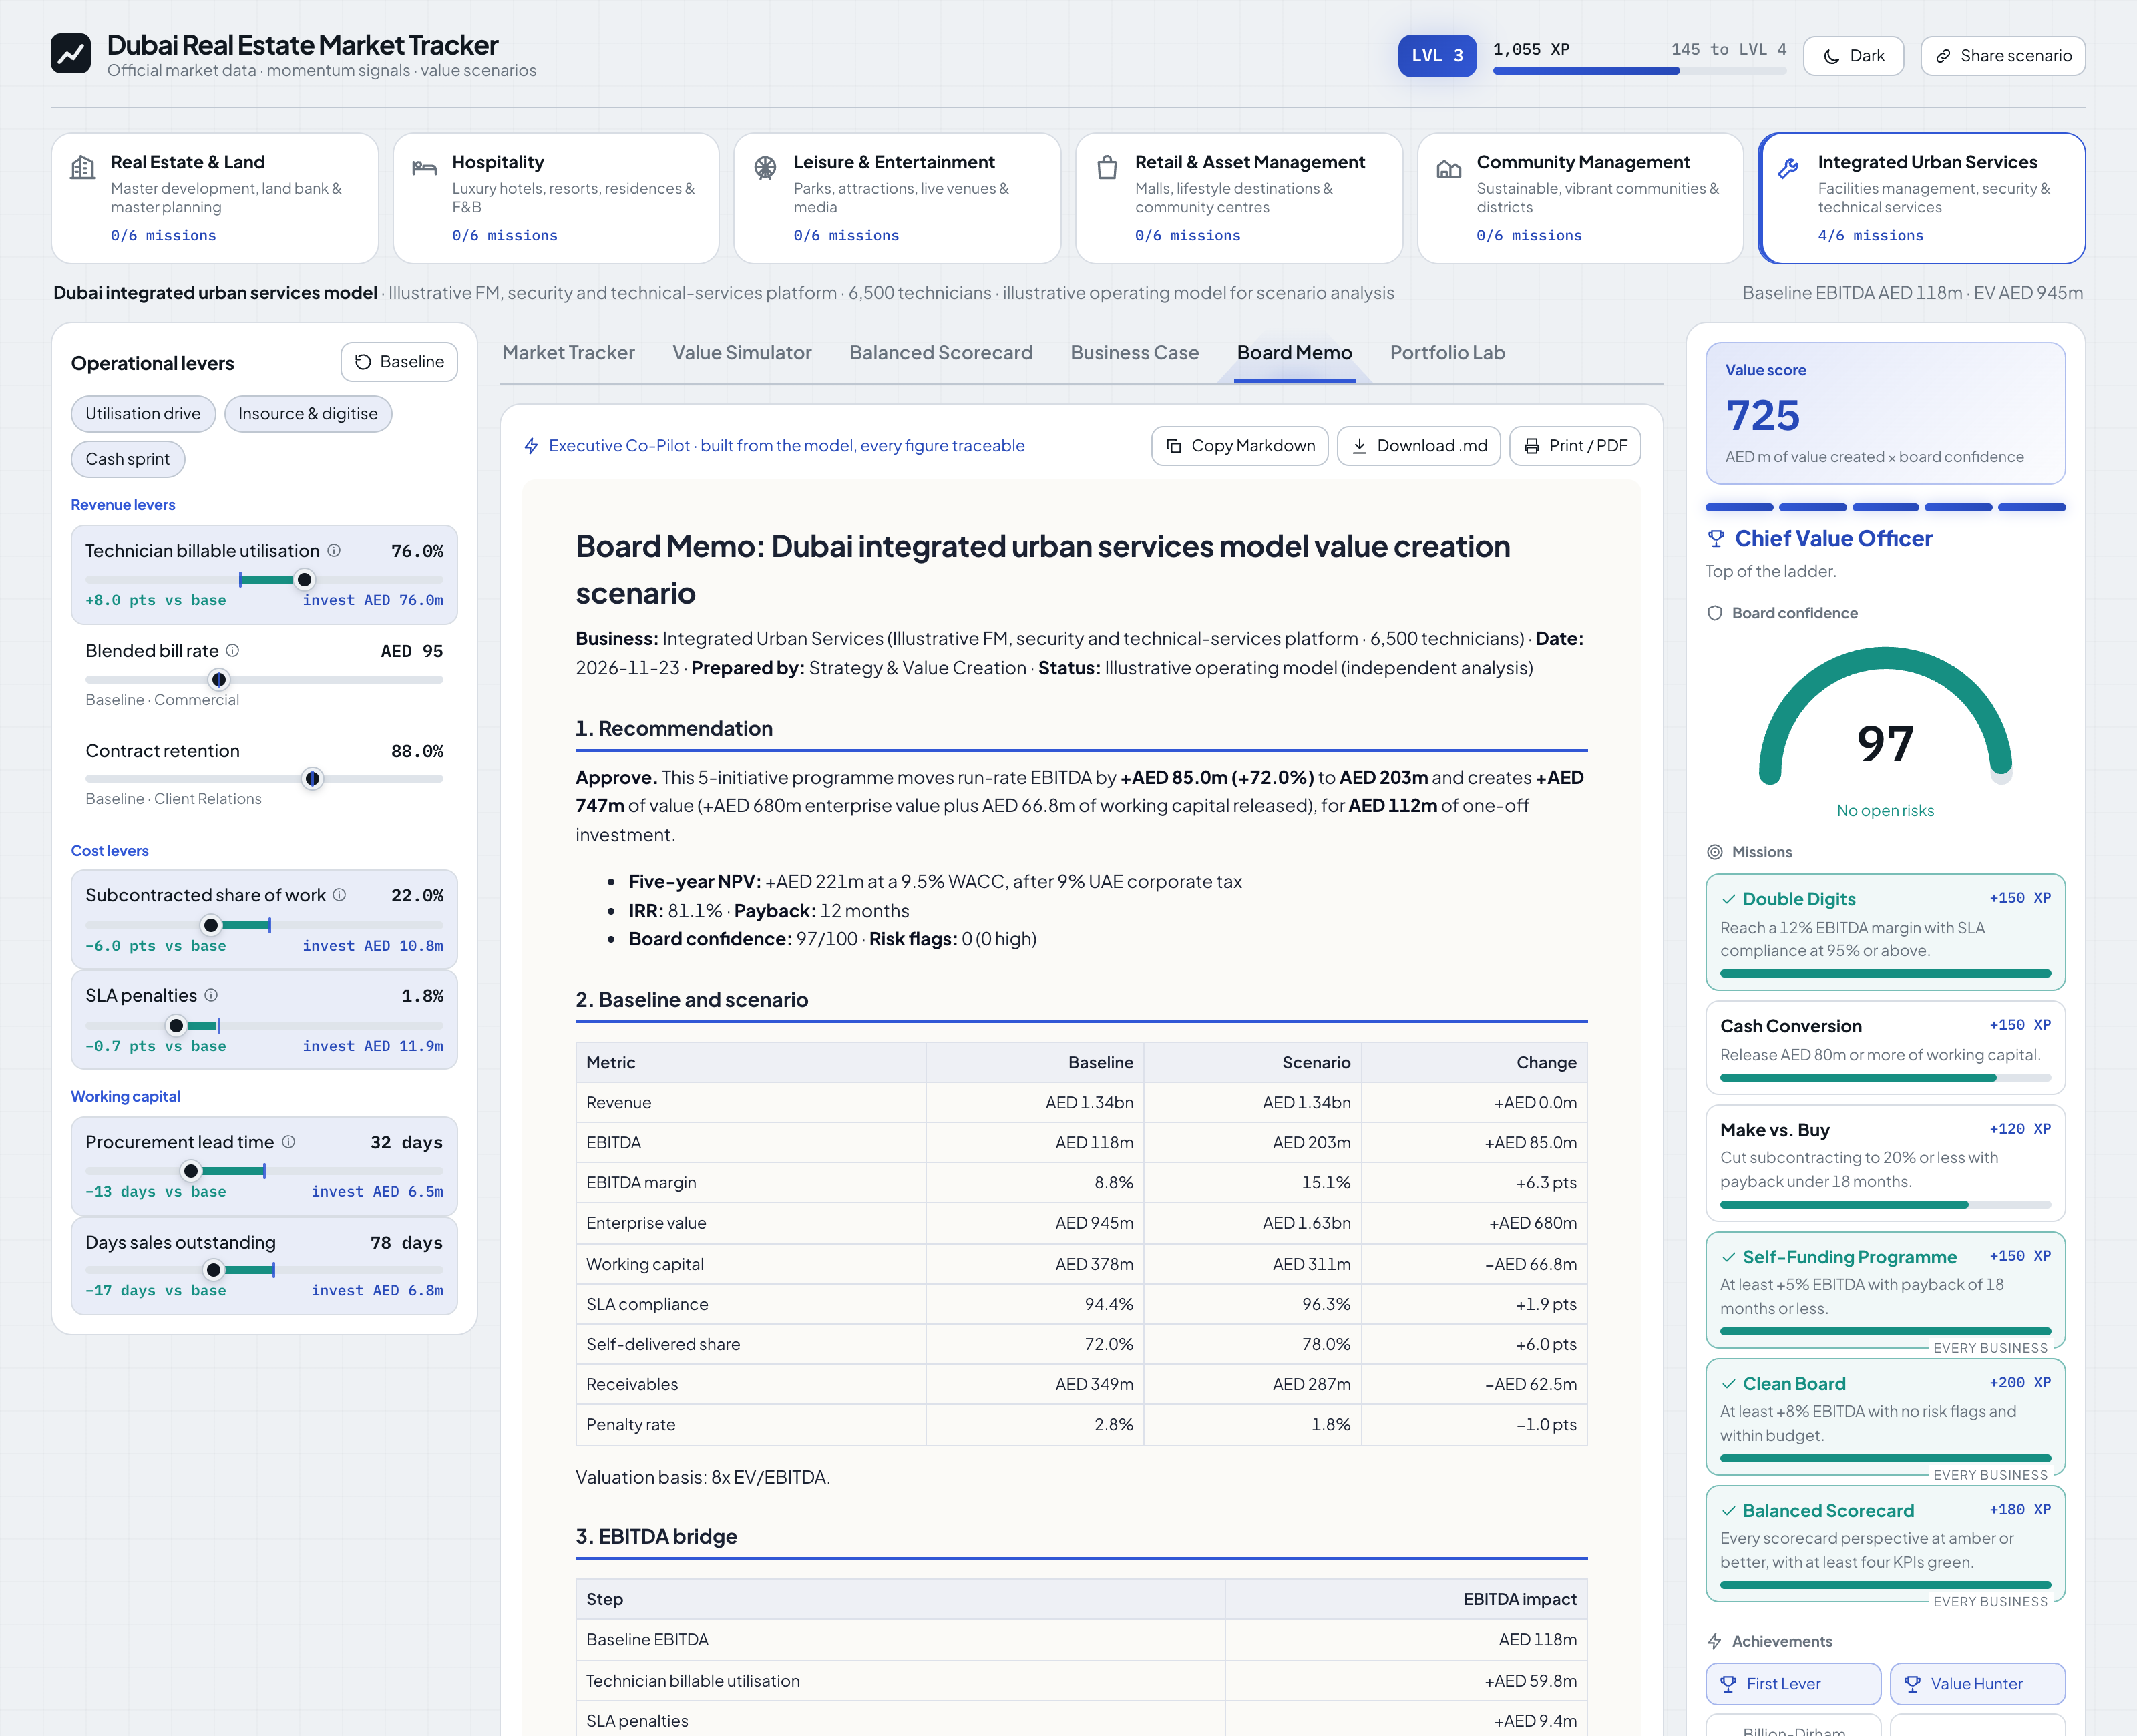 Dubai Real Estate Market Tracker
Official market data · momentum signals · value scenarios
LVL 3
1,055 XP
145 to LVL 4
Dark
Share scenario
Real Estate & Land
Master development, land bank &
master planning
0/6 missions
Hospitality
Luxury hotels, resorts, residences &
F&B
0/6 missions
Leisure & Entertainment
Parks, attractions, live venues &
media
0/6 missions
Retail & Asset Management
Malls, lifestyle destinations &
community centres
0/6 missions
Community Management
Sustainable, vibrant communities &
districts
0/6 missions
Integrated Urban Services
Facilities management, security &
technical services
4/6 missions
Dubai integrated urban services model · Illustrative FM, security and technical-services platform · 6,500 technicians · illustrative operating model for scenario analysis
Baseline EBITDA AED 118m · EV AED 945m
Operational levers
Baseline
Utilisation drive
Insource & digitise
Cash sprint
Revenue levers
Technician billable utilisation
76.0%
+8.0 pts vs base
invest AED 76.0m
Blended bill rate
AED 95
Baseline · Commercial
Contract retention
88.0%
Baseline · Client Relations
Cost levers
Subcontracted share of work
22.0%
−6.0 pts vs base
invest AED 10.8m
SLA penalties
1.8%
−0.7 pts vs base
invest AED 11.9m
Working capital
Procurement lead time
32 days
−13 days vs base
invest AED 6.5m
Days sales outstanding
78 days
−17 days vs base
invest AED 6.8m
Market Tracker
Value Simulator
Balanced Scorecard
Business Case
Board Memo
Portfolio Lab
Executive Co-Pilot · built from the model, every figure traceable
Copy Markdown
Download .md
Print / PDF
Board Memo: Dubai integrated urban services model value creation
scenario
Business: Integrated Urban Services (Illustrative FM, security and technical-services platform · 6,500 technicians) · Date:
2026-11-23 · Prepared by: Strategy & Value Creation · Status: Illustrative operating model (independent analysis)
1. Recommendation
Approve. This 5-initiative programme moves run-rate EBITDA by +AED 85.0m (+72.0%) to AED 203m and creates +AED
747m of value (+AED 680m enterprise value plus AED 66.8m of working capital released), for AED 112m of one-off
investment.
• Five-year NPV: +AED 221m at a 9.5% WACC, after 9% UAE corporate tax
• IRR: 81.1% · Payback: 12 months
• Board confidence: 97/100 · Risk flags: 0 (0 high)
2. Baseline and scenario
Metric Baseline Scenario Change
Revenue AED 1.34bn AED 1.34bn +AED 0.0m
EBITDA AED 118m AED 203m +AED 85.0m
EBITDA margin 8.8% 15.1% +6.3 pts
Enterprise value AED 945m AED 1.63bn +AED 680m
Working capital AED 378m AED 311m −AED 66.8m
SLA compliance 94.4% 96.3% +1.9 pts
Self-delivered share 72.0% 78.0% +6.0 pts
Receivables AED 349m AED 287m −AED 62.5m
Penalty rate 2.8% 1.8% −1.0 pts
Valuation basis: 8x EV/EBITDA.
3. EBITDA bridge
Step EBITDA impact
Baseline EBITDA AED 118m
Technician billable utilisation +AED 59.8m
SLA penalties +AED 9.4m
Value score
725
AED m of value created × board confidence
Chief Value Officer
Top of the ladder.
Board confidence
97
No open risks
Missions
Double Digits
+150 XP
Reach a 12% EBITDA margin with SLA
compliance at 95% or above.
Cash Conversion
+150 XP
Release AED 80m or more of working capital.
Make vs. Buy
+120 XP
Cut subcontracting to 20% or less with
payback under 18 months.
Self-Funding Programme
+150 XP
At least +5% EBITDA with payback of 18
months or less.
EVERY BUSINESS
Clean Board
+200 XP
At least +8% EBITDA with no risk flags and
within budget.
EVERY BUSINESS
Balanced Scorecard
+180 XP
Every scorecard perspective at amber or
better, with at least four KPIs green.
EVERY BUSINESS
Achievements
First Lever
Value Hunter
Billion-Dirham